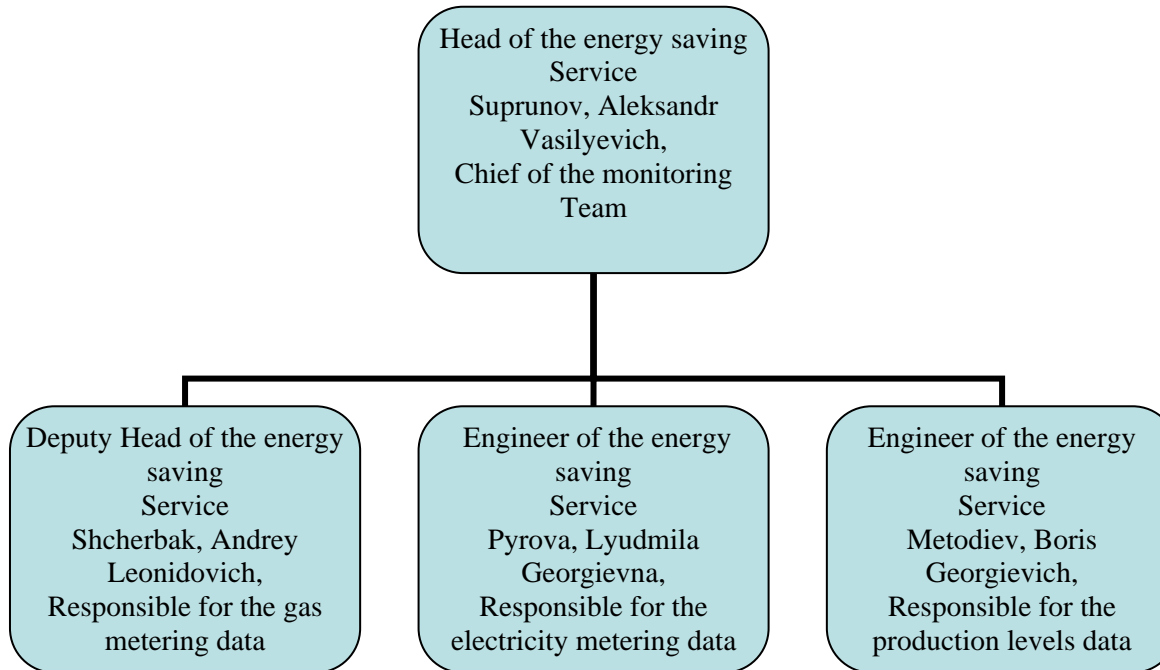 Head of the energy saving
Service
Suprunov, Aleksandr
Vasilyevich,
Chief of the monitoring
Team
Deputy Head of the energy
saving
Service
Shcherbak, Andrey
Leonidovich,
Responsible for the gas
metering data
Engineer of the energy
saving
Service
Pyrova, Lyudmila
Georgievna,
Responsible for the
electricity metering data
Engineer of the energy
saving
Service
Metodiev, Boris
Georgievich,
Responsible for the
production levels data